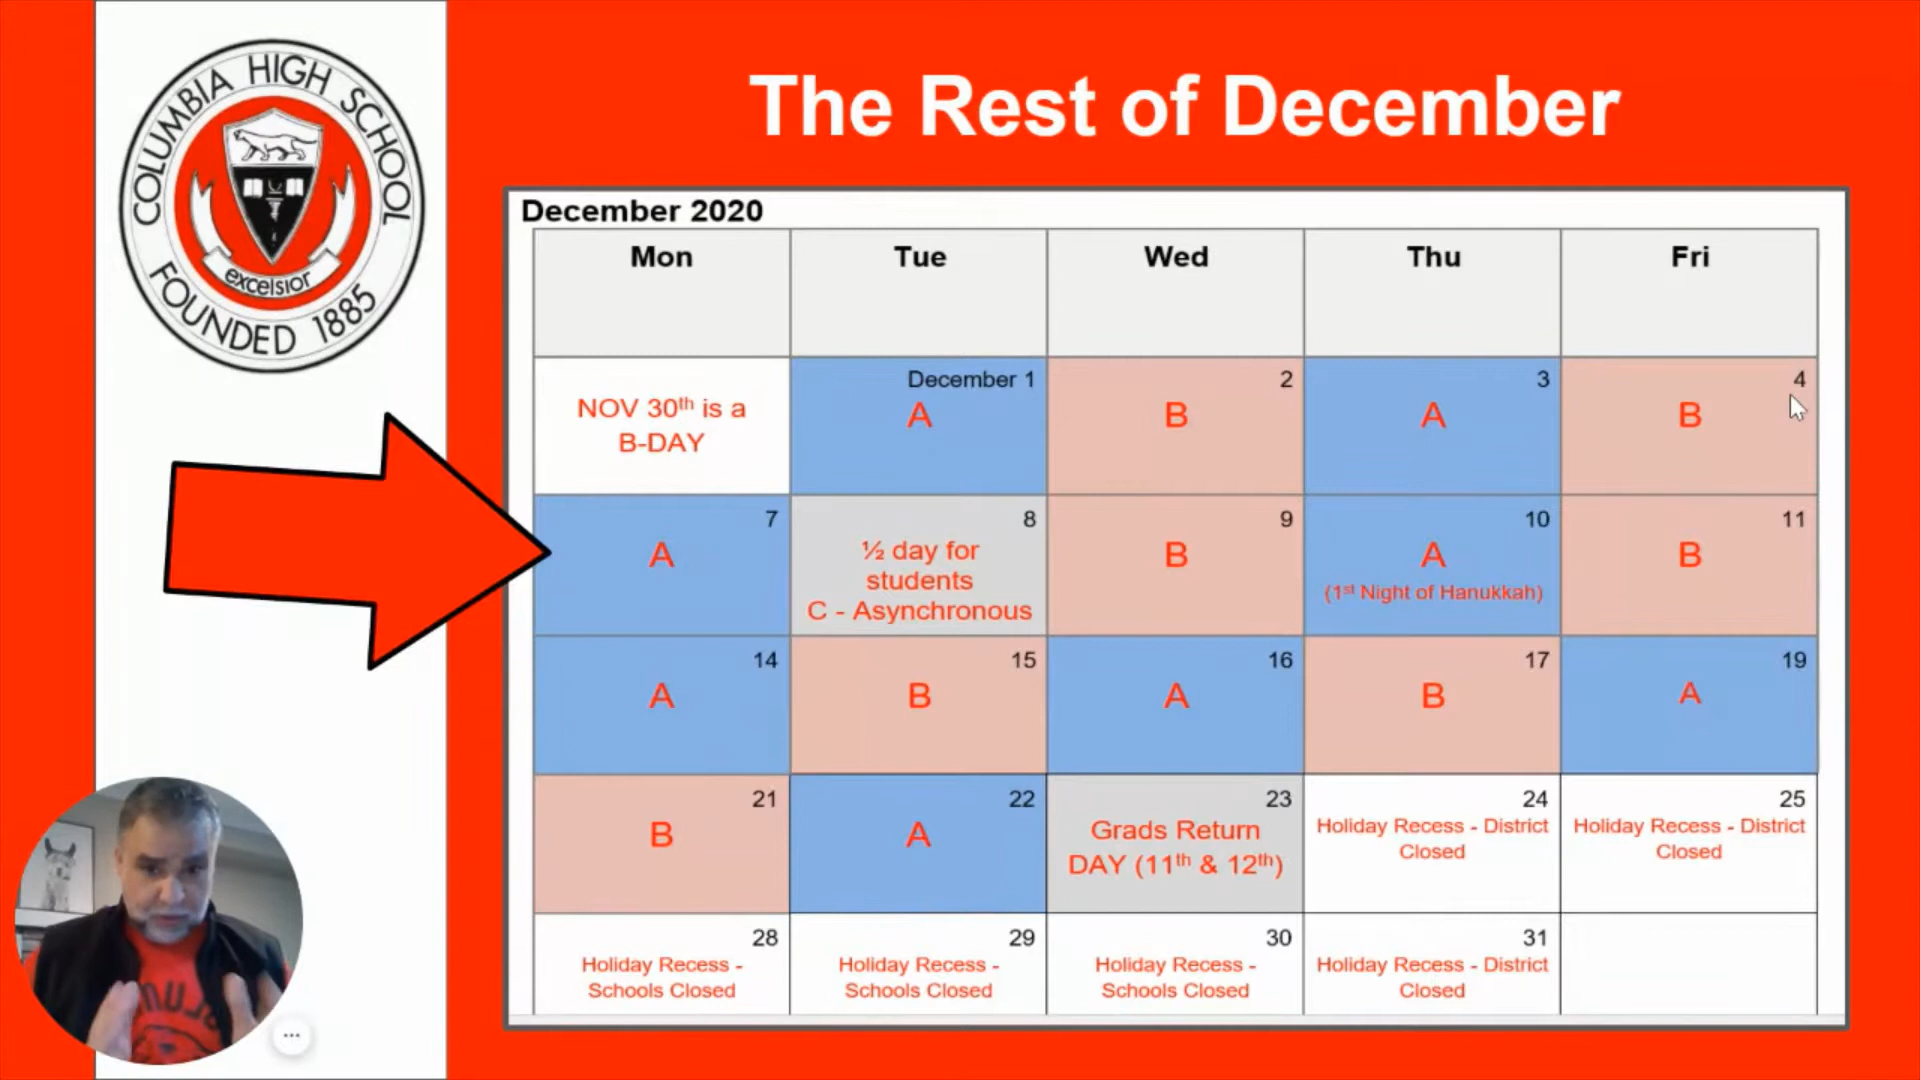 COLUMBIA HIGH SCHOOL
excelsior
FOUNDED 1885
The Rest of December
December 2020
Mon
Tue
Wed
Thu
Fri
NOV 30th is a
B-DAY
December 1
A
2
B
3
A
4
B
7
A
8
½ day for
students
C - Asynchronous
9
B
10
A
(1st Night of Hanukkah)
11
B
14
A
15
B
16
A
17
B
19
A
21
B
22
A
23
Grads Return
DAY (11th & 12th)
24
Holiday Recess - District
Closed
25
Holiday Recess - District
Closed
28
Holiday Recess -
Schools Closed
29
Holiday Recess -
Schools Closed
30
Holiday Recess -
Schools Closed
31
Holiday Recess - District
Closed